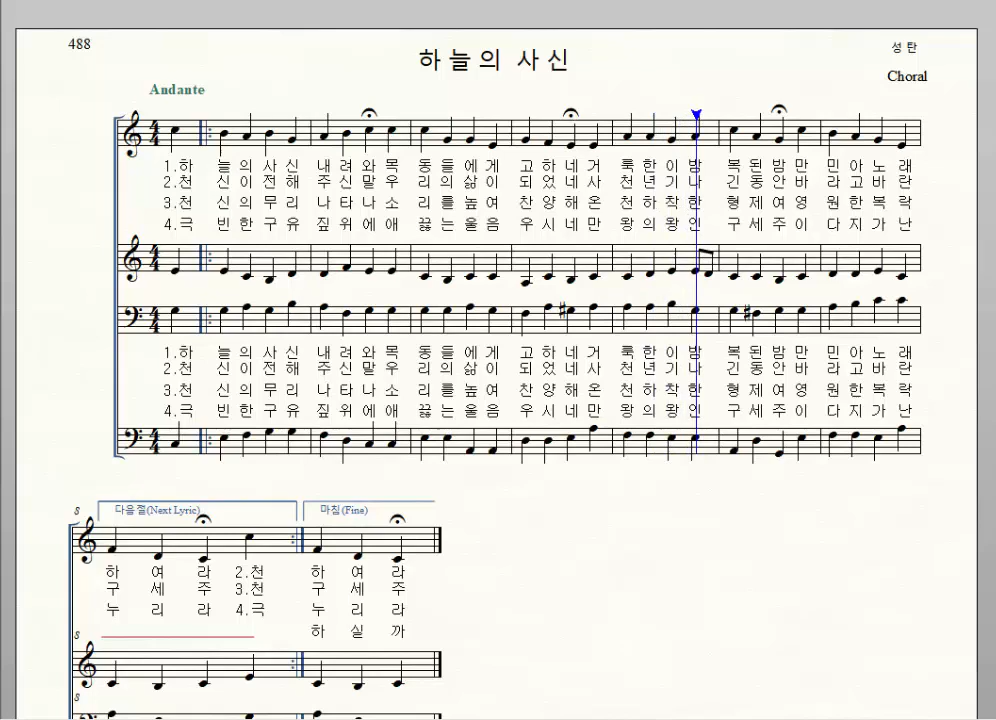 488
하늘의 사신
성탄
Choral
Andante
1.하 늘의사신 내려와목 동들에게 고하네거 룩한이밤 복된밤만 민아노래
2.천 신이전해 주신말우 리의삶이 되었네사 천년기나 긴동안바 라고바란
3.천 신의무리 나타나소 리를높여 찬양해온 천하착한 형제여영 원한복락
4.극 빈한구유 짚위에애 끓는울음 우시네만 왕의왕인 구세주이 다지가난
1.하 늘의사신 내려와목 동들에게 고하네거 룩한이밤 복된밤만 민아노래
2.천 신이전해 주신말우 리의삶이 되었네사 천년기나 긴동안바 라고바란
3.천 신의무리 나타나소 리를높여 찬양해온 천하착한 형제여영 원한복락
4.극 빈한구유 짚위에애 끓는울음 우시네만 왕의왕인 구세주이 다지가난
8 다음절(Next Lyric) 마침(Fine)
하 여 라 2.천 하 여 라
구 세 주 3.천 구 세 주
누 리 라 4.극 누 리 라
하 실 까
8
8